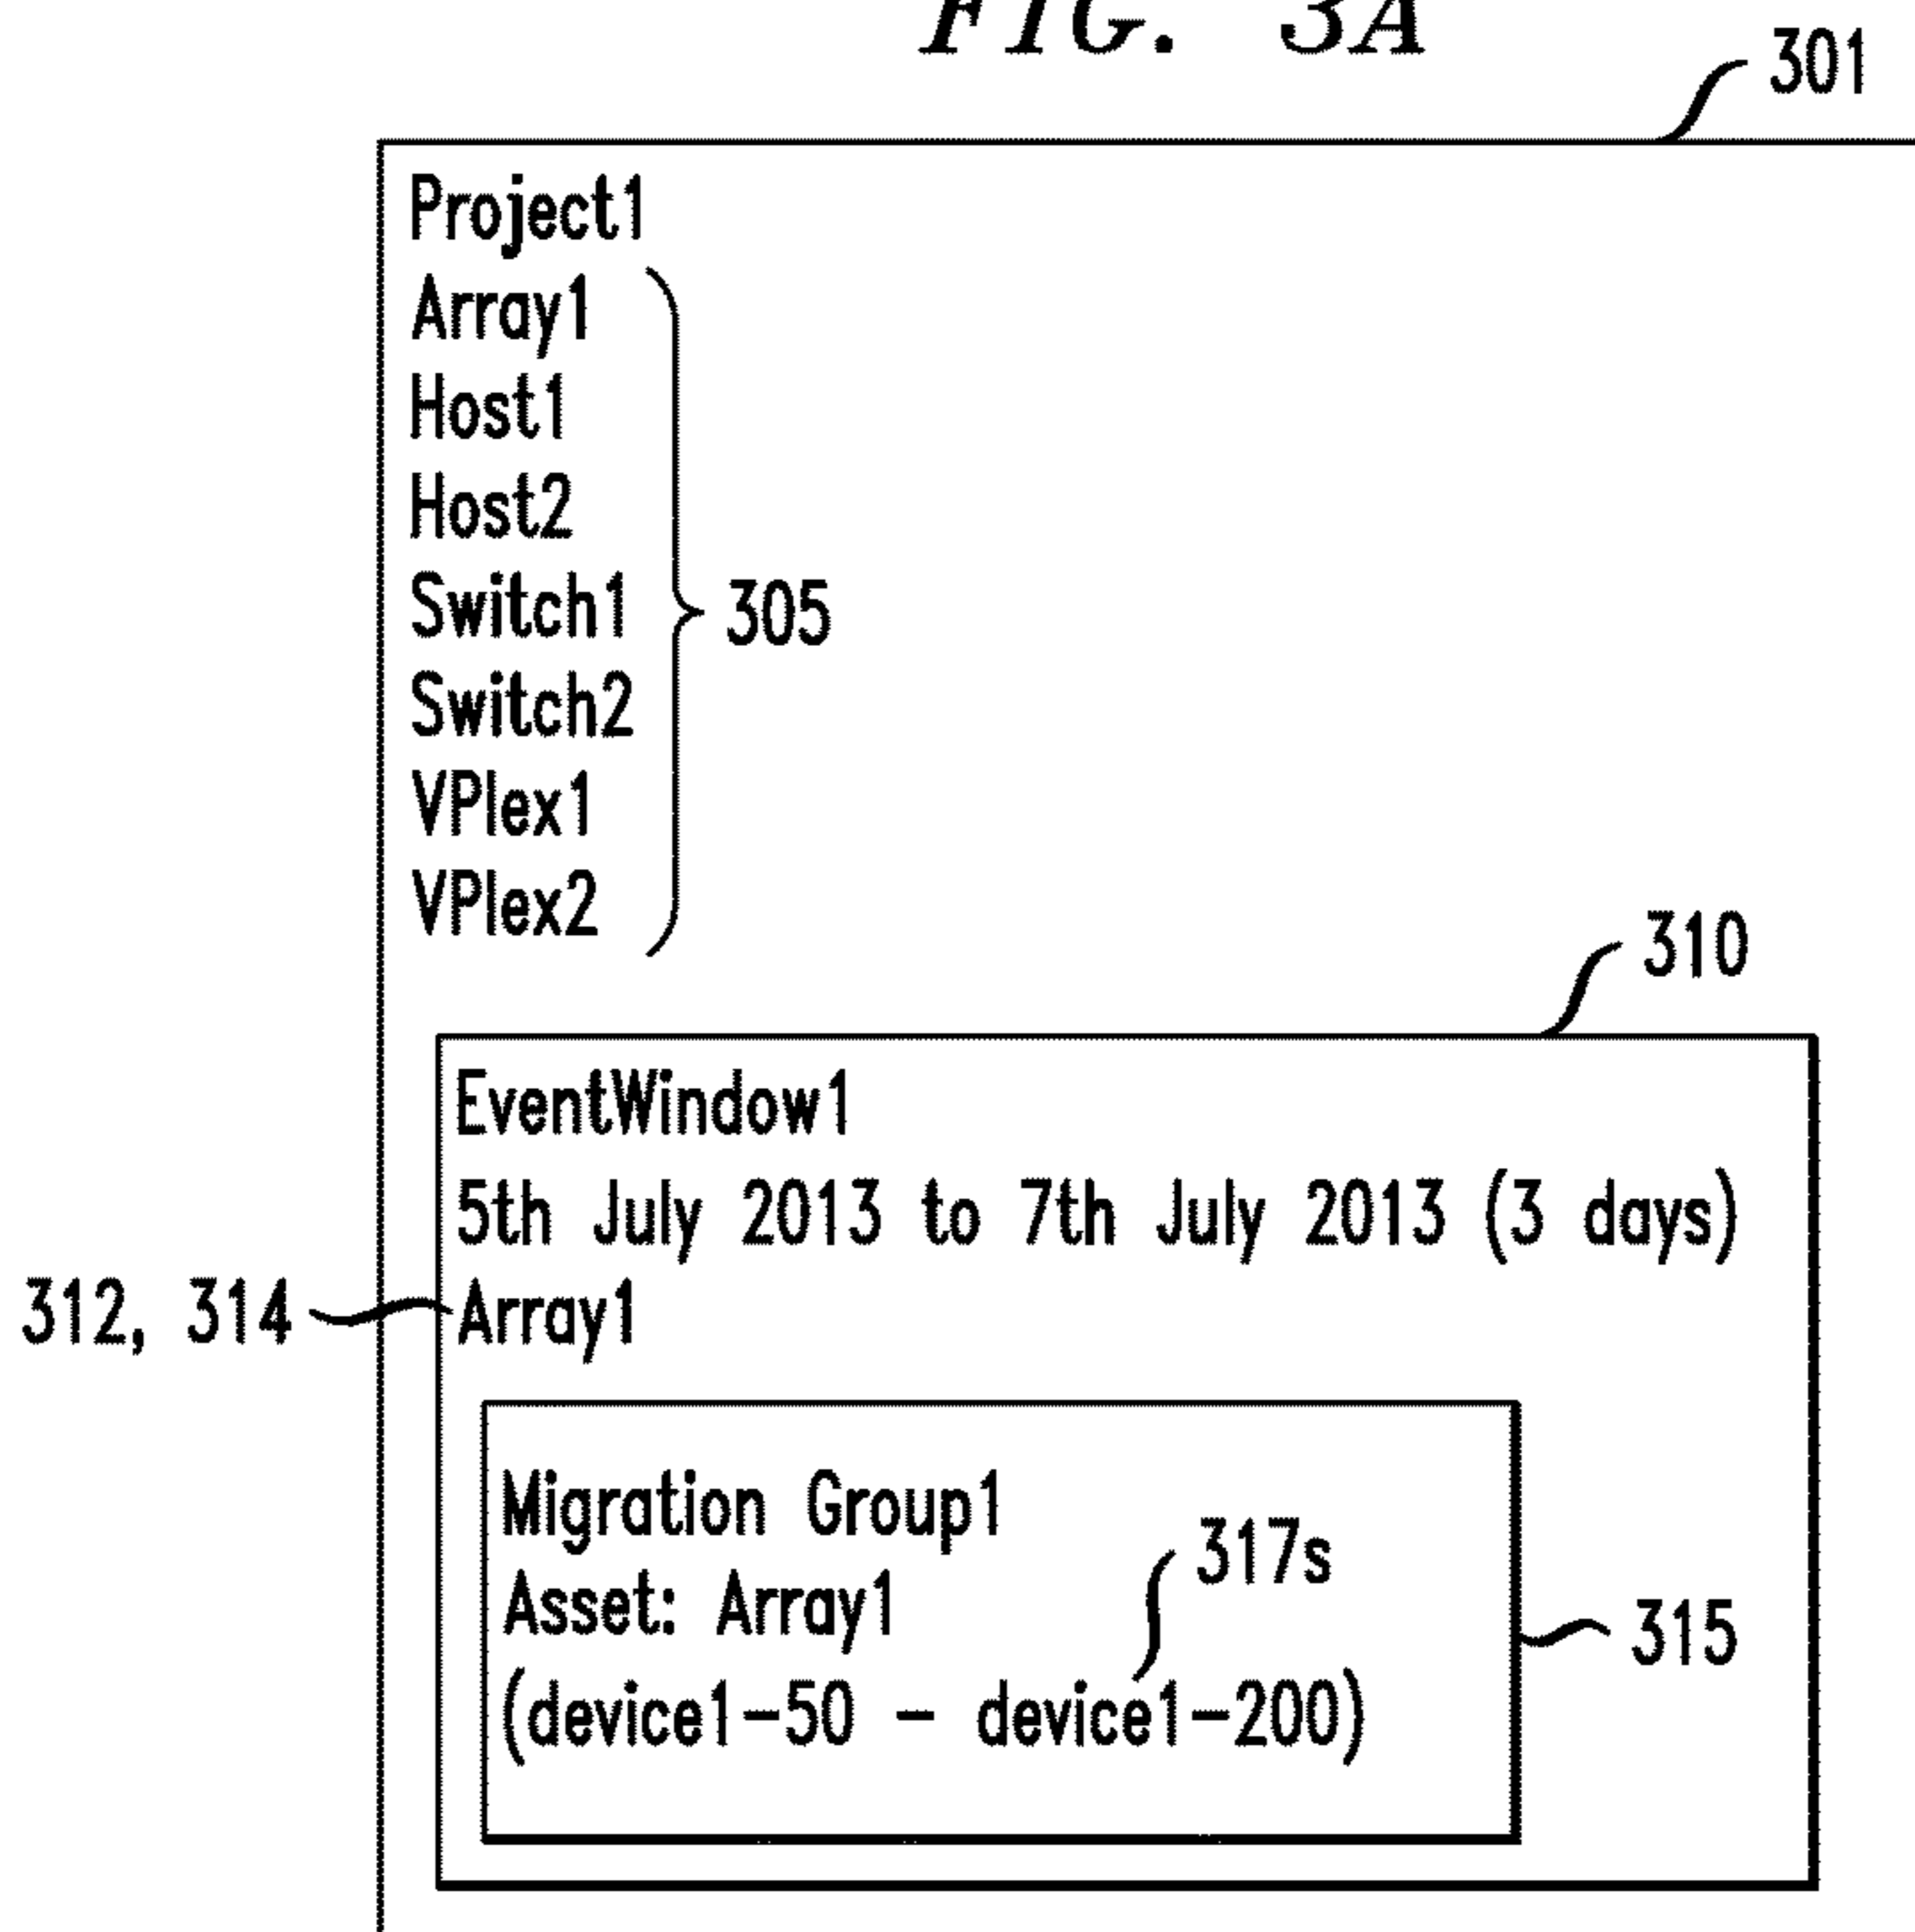 FIG. 3A
301
Project1
Array1
Host1
Host2
Switch1
305
Switch2
VPlex1
VPlex2
310
EventWindow1
5th July 2013 to 7th July 2013 (3 days)
312, 314
Array1
Migration Group1
317s
Asset: Array1
315
(device1-50 - device1-200)